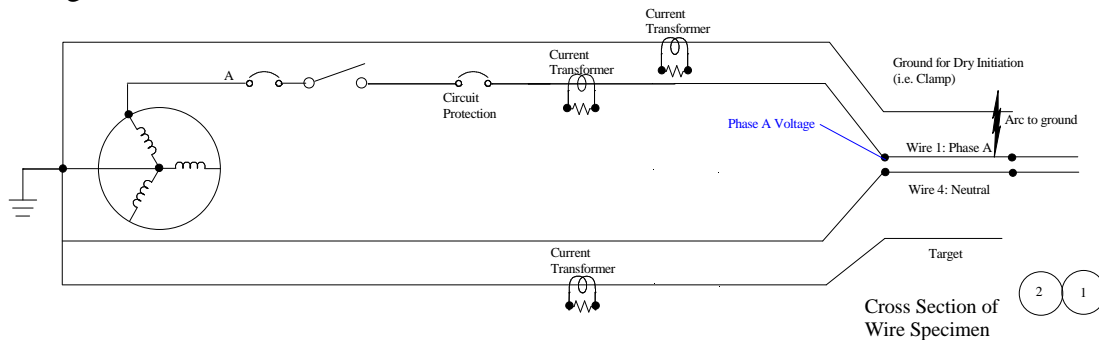 Current
Transformer
Current
Transformer
A
Circuit
Protection
Ground for Dry Initiation
(i.e. Clamp)
Arc to ground
Phase A Voltage
Wire 1: Phase A
Wire 4: Neutral
Current
Transformer
Target
Cross Section of
Wire Specimen
2
1